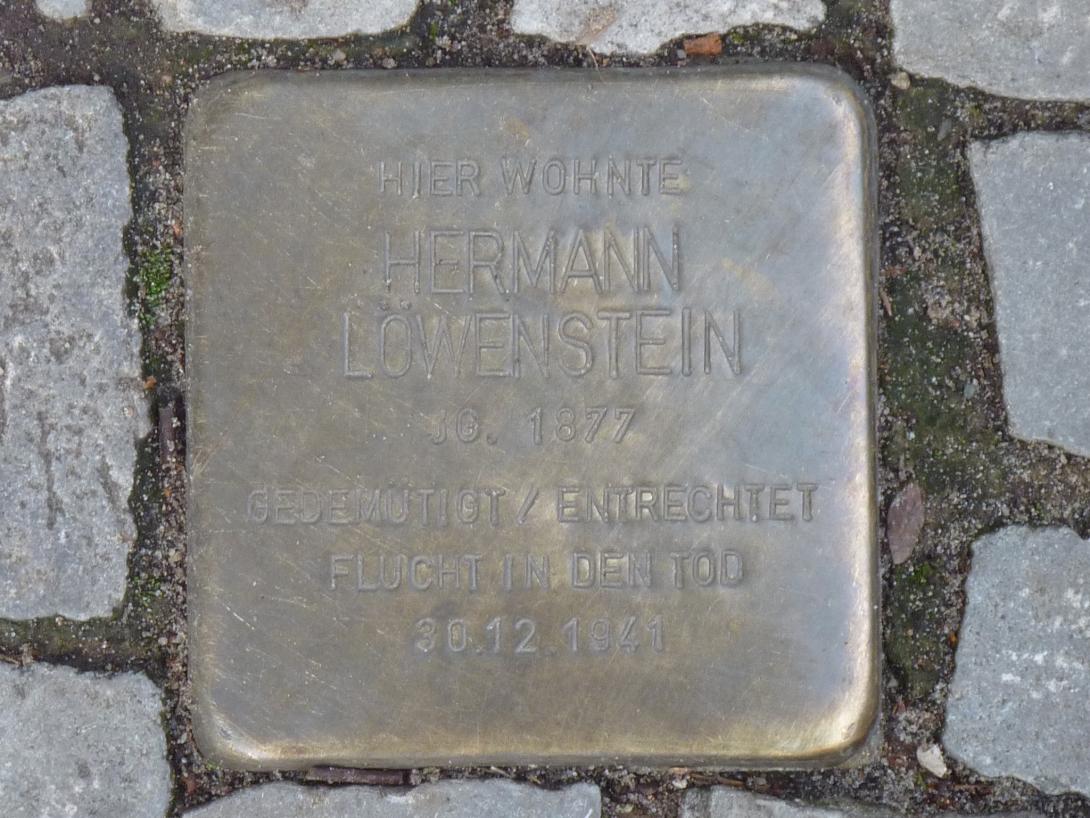 HIER WOHNTE
HERMANN
LÖWENSTEIN
JG. 1877
GEDEMÜTIGT / ENTRECHTET
FLUCHT IN DEN TOD
30.12.1941